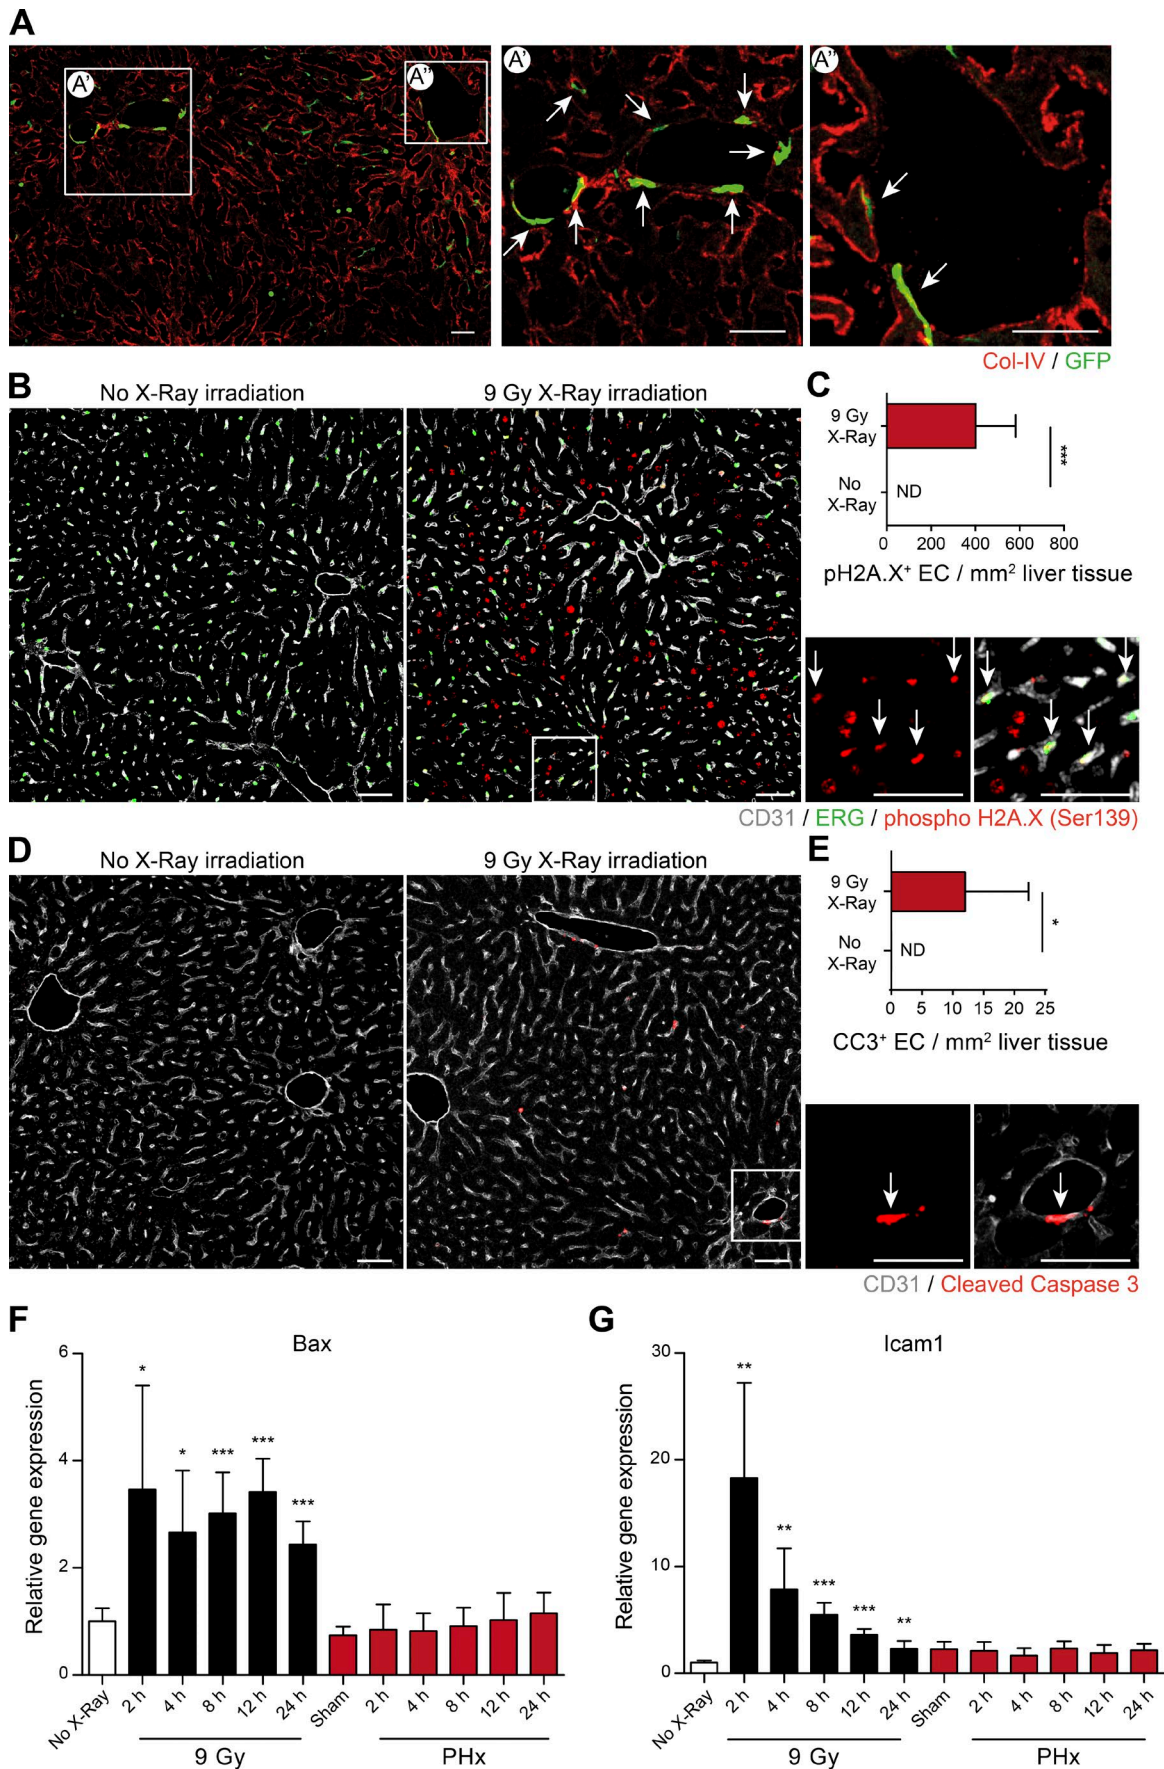 A
A'
A"
A'
A"
Col-IV / GFP
B
No X-Ray irradiation
9 Gy X-Ray irradiation
C
9 Gy
X-Ray
No
X-Ray
ND
***
0 200 400 600 800
pH2A.X⁺ EC / mm² liver tissue
CD31 / ERG / phospho H2A.X (Ser139)
D
No X-Ray irradiation
9 Gy X-Ray irradiation
E
9 Gy
X-Ray
No
X-Ray
ND
*
0 5 10 15 20 25
CC3⁺ EC / mm² liver tissue
CD31 / Cleaved Caspase 3
F
Bax
Relative gene expression
6
4
2
0
* * *** *** ***
No X-Ray 2 h 4 h 8 h 12 h 24 h Sham 2 h 4 h 8 h 12 h 24 h
9 Gy PHx
G
Icam1
Relative gene expression
30
20
10
0
** ** *** *** **
No X-Ray 2 h 4 h 8 h 12 h 24 h Sham 2 h 4 h 8 h 12 h 24 h
9 Gy PHx